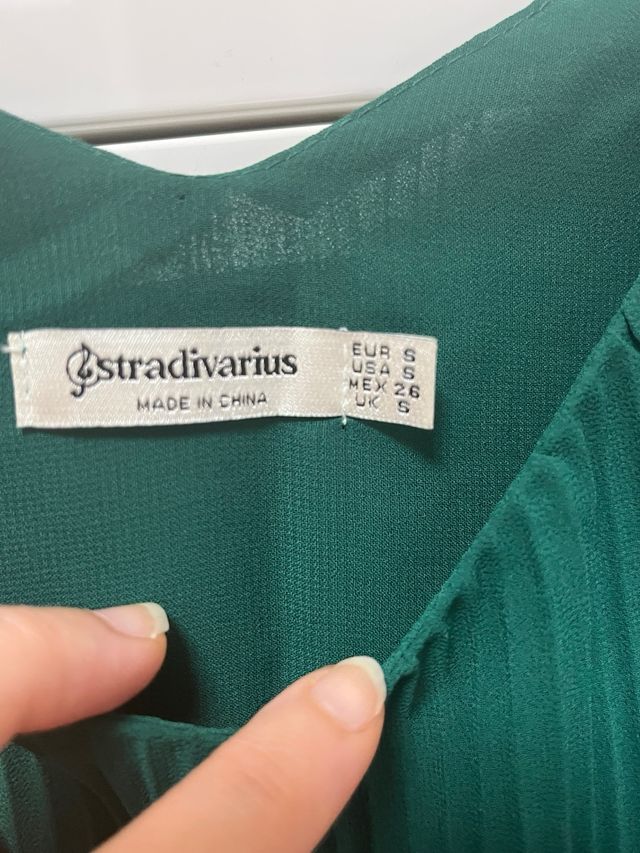 stradivarius
MADE IN CHINA
EUR S
USA S
MEX 26
UK S